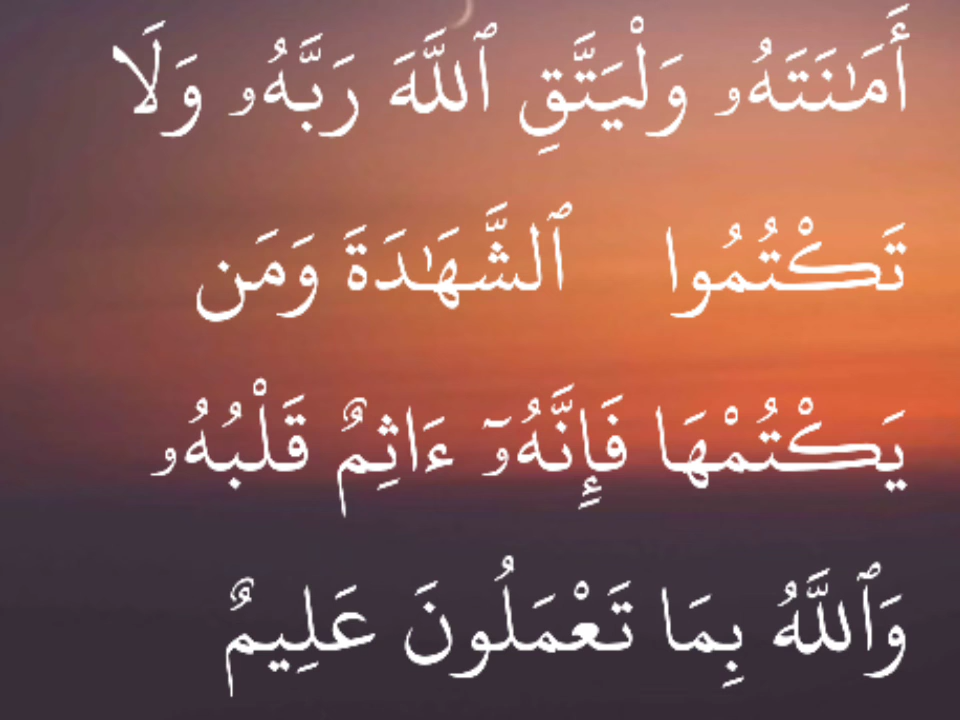 أَمَـٰنَتَهُۥ وَلْيَتَّقِ ٱللَّهَ رَبَّهُۥ وَلَا
تَكْتُمُوا ٱلشَّهَـٰدَةَ وَمَن
يَكْتُمْهَا فَإِنَّهُۥٓ ءَاثِمٌ قَلْبُهُۥ
وَٱللَّهُ بِمَا تَعْمَلُونَ عَلِيمٌ